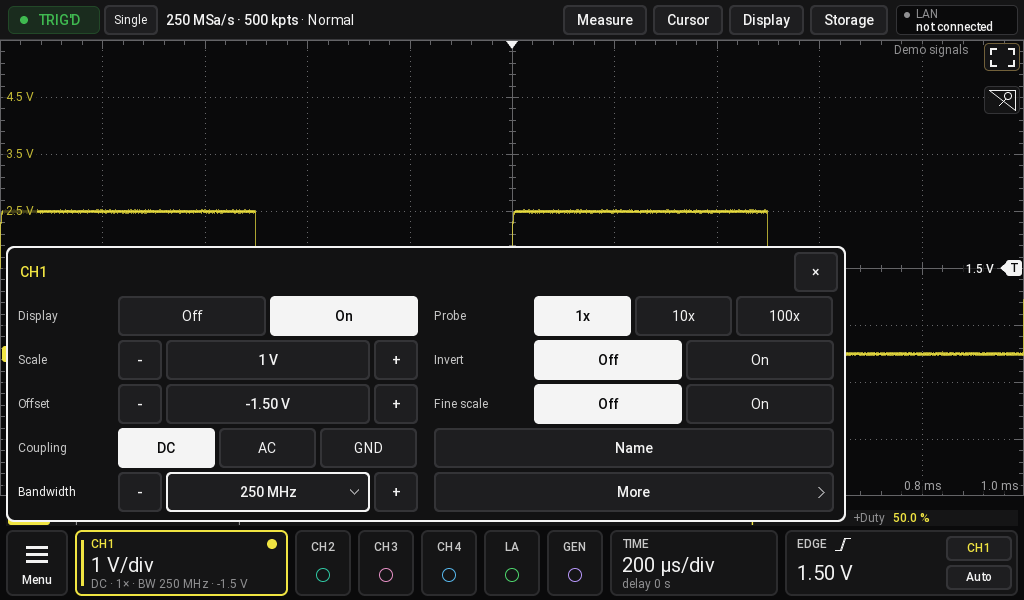 TRIG'D
Single
250 MSa/s · 500 kpts · Normal
Measure
Cursor
Display
Storage
LAN
not connected
Demo signals
4.5 V
3.5 V
2.5 V
1.5 V
T
CH1
×
Display
Off
On
Probe
1x
10x
100x
Scale
-
1 V
+
Invert
Off
On
Offset
-
-1.50 V
+
Fine scale
Off
On
Coupling
DC
AC
GND
Name
Bandwidth
-
250 MHz
+
More
0.8 ms
1.0 ms
+Duty 50.0 %
Menu
CH1
1 V/div
DC · 1× · BW 250 MHz · -1.5 V
CH2
CH3
CH4
LA
GEN
TIME
200 µs/div
delay 0 s
EDGE
1.50 V
CH1
Auto